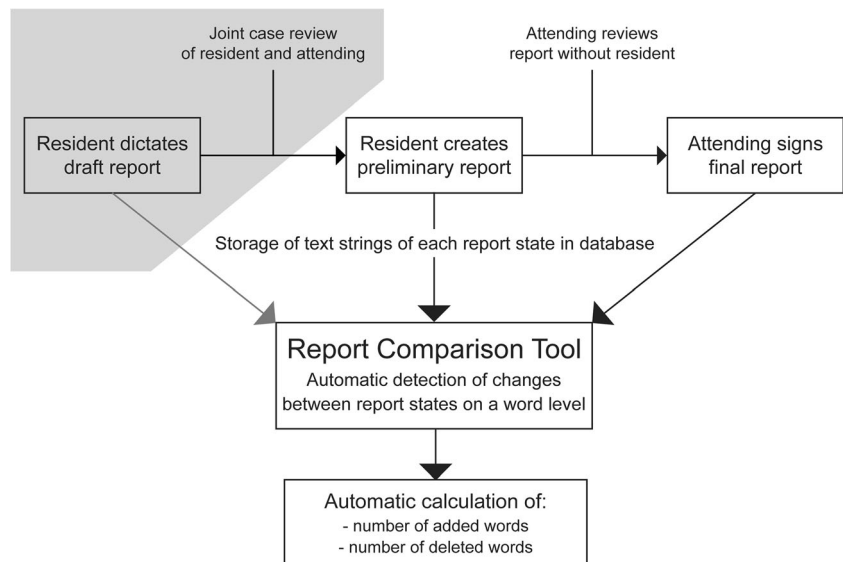 Joint case review
of resident and attending
Attending reviews
report without resident
Resident dictates
draft report
Resident creates
preliminary report
Attending signs
final report
Storage of text strings of each report state in database
Report Comparison Tool
Automatic detection of changes
between report states on a word level
Automatic calculation of:
- number of added words
- number of deleted words